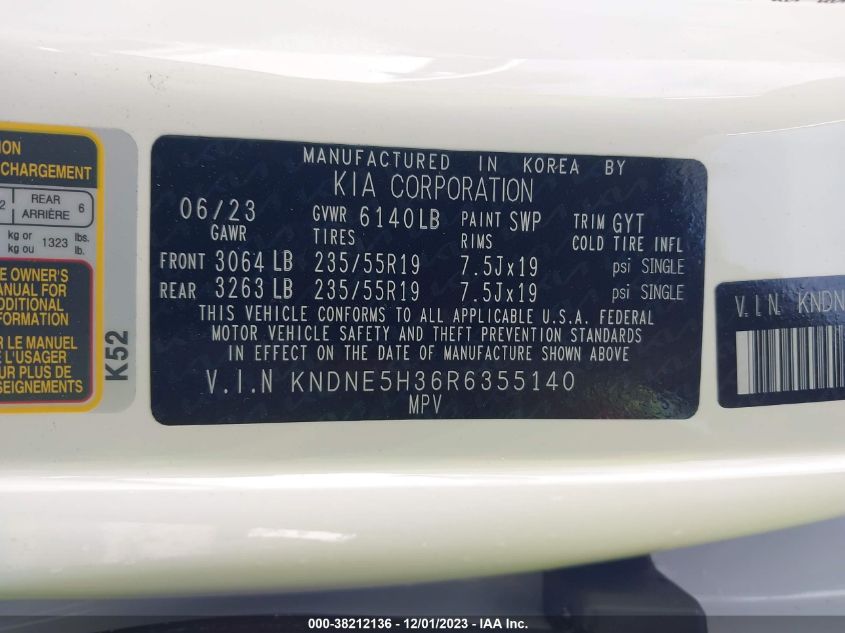 ION
CHARGEMENT
2 REAR ARRIÈRE 6
kg or kg ou 1323 lbs. lb.
E OWNER'S
ANUAL FOR
DDITIONAL
FORMATION
R LE MANUEL
L'USAGER
UR PLUS DE
SEIGNEMENTS
K52
MANUFACTURED IN KOREA BY
KIA CORPORATION
06/23 GVWR 6140LB PAINT SWP TRIM GYT
GAWR TIRES RIMS COLD TIRE INFL
FRONT 3064 LB 235/55R19 7.5Jx19 psi SINGLE
REAR 3263 LB 235/55R19 7.5Jx19 psi SINGLE
THIS VEHICLE CONFORMS TO ALL APPLICABLE U.S.A. FEDERAL
MOTOR VEHICLE SAFETY AND THEFT PREVENTION STANDARDS
IN EFFECT ON THE DATE OF MANUFACTURE SHOWN ABOVE
V.I.N KNDNE5H36R6355140
MPV
V.I.N. KNDN
000-38212136 - 12/01/2023 - © IAA Inc.